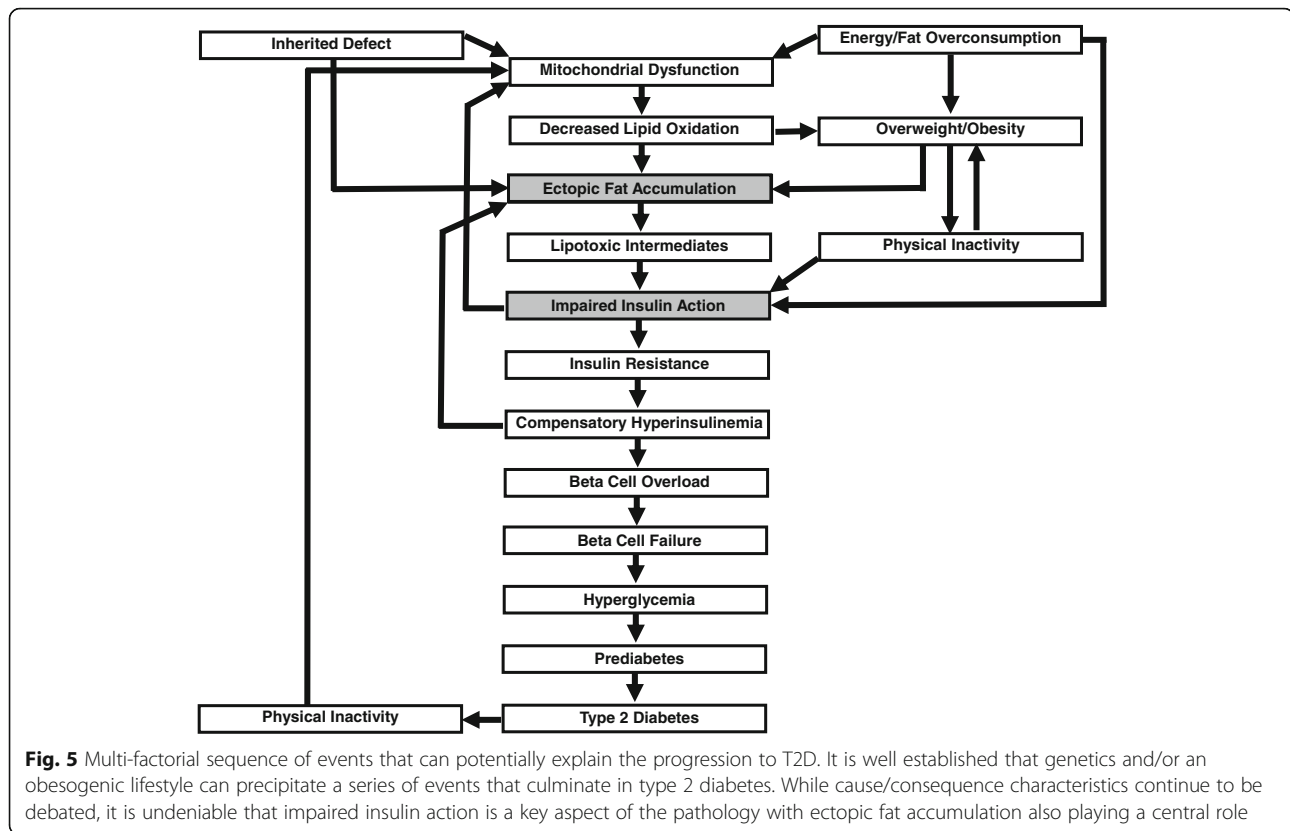 Inherited Defect
Energy/Fat Overconsumption
Mitochondrial Dysfunction
Decreased Lipid Oxidation
Overweight/Obesity
Ectopic Fat Accumulation
Lipotoxic Intermediates
Physical Inactivity
Impaired Insulin Action
Insulin Resistance
Compensatory Hyperinsulinemia
Beta Cell Overload
Beta Cell Failure
Hyperglycemia
Prediabetes
Physical Inactivity
Type 2 Diabetes
Fig. 5 Multi-factorial sequence of events that can potentially explain the progression to T2D. It is well established that genetics and/or an
obesogenic lifestyle can precipitate a series of events that culminate in type 2 diabetes. While cause/consequence characteristics continue to be
debated, it is undeniable that impaired insulin action is a key aspect of the pathology with ectopic fat accumulation also playing a central role